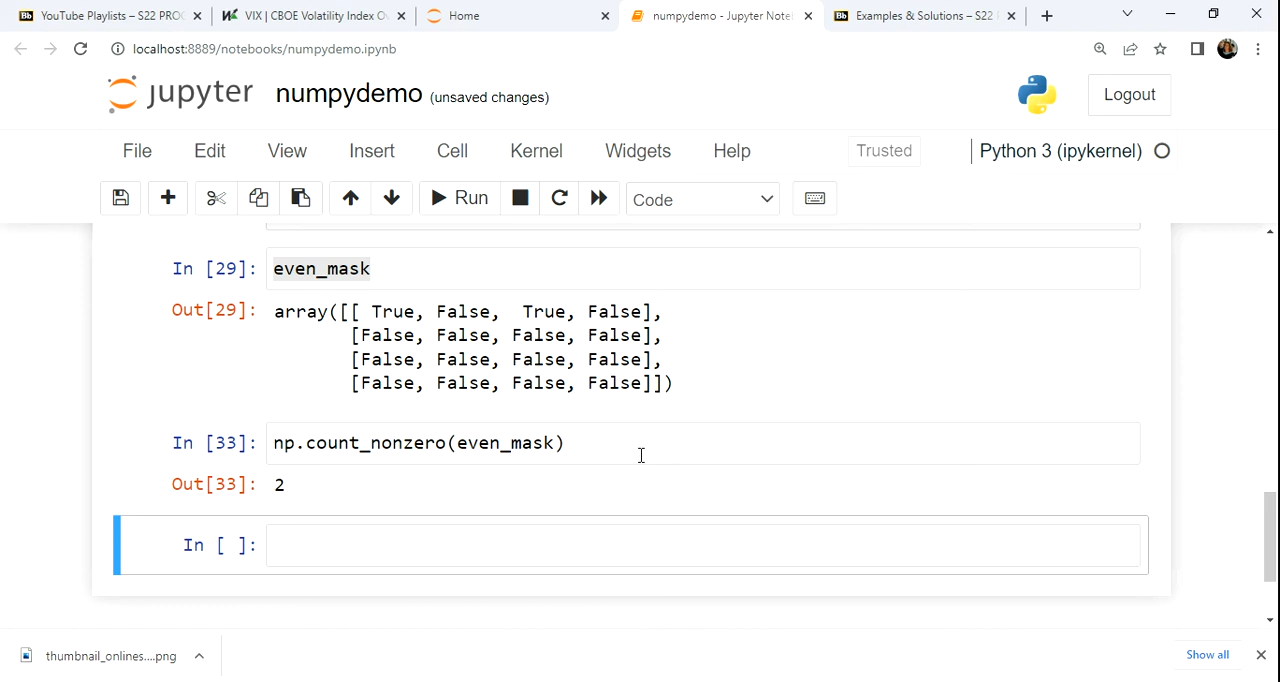 YouTube Playlists – S22 PRO
VIX | CBOE Volatility Index O
Home
numpydemo - Jupyter Note
Examples & Solutions – S22
localhost:8889/notebooks/numpydemo.ipynb
jupyter numpydemo (unsaved changes)
Logout
File Edit View Insert Cell Kernel Widgets Help Trusted Python 3 (ipykernel)
Run Code
In [29]: even_mask
Out[29]: array([[ True, False,  True, False],
[False, False, False, False],
[False, False, False, False],
[False, False, False, False]])
In [33]: np.count_nonzero(even_mask)
Out[33]: 2
In [ ]:
thumbnail_onlines....png
Show all